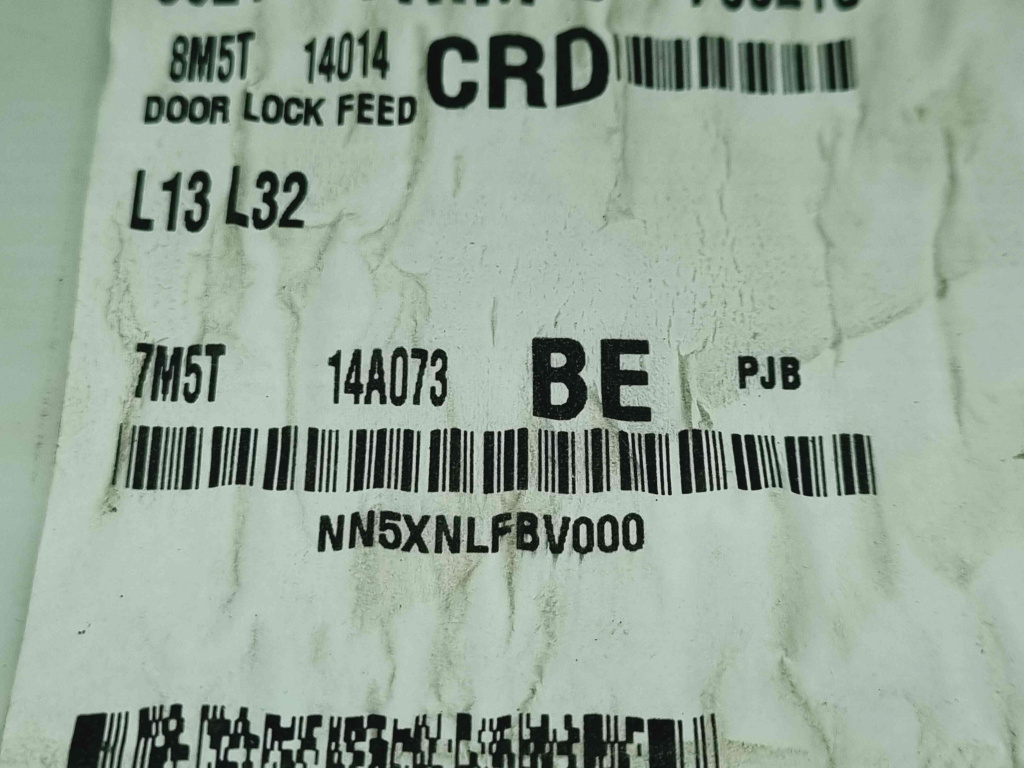 8M5T 14014 CRD
DOOR LOCK FEED
L13 L32
7M5T 14A073 BE PJB
NN5XNLFBV000